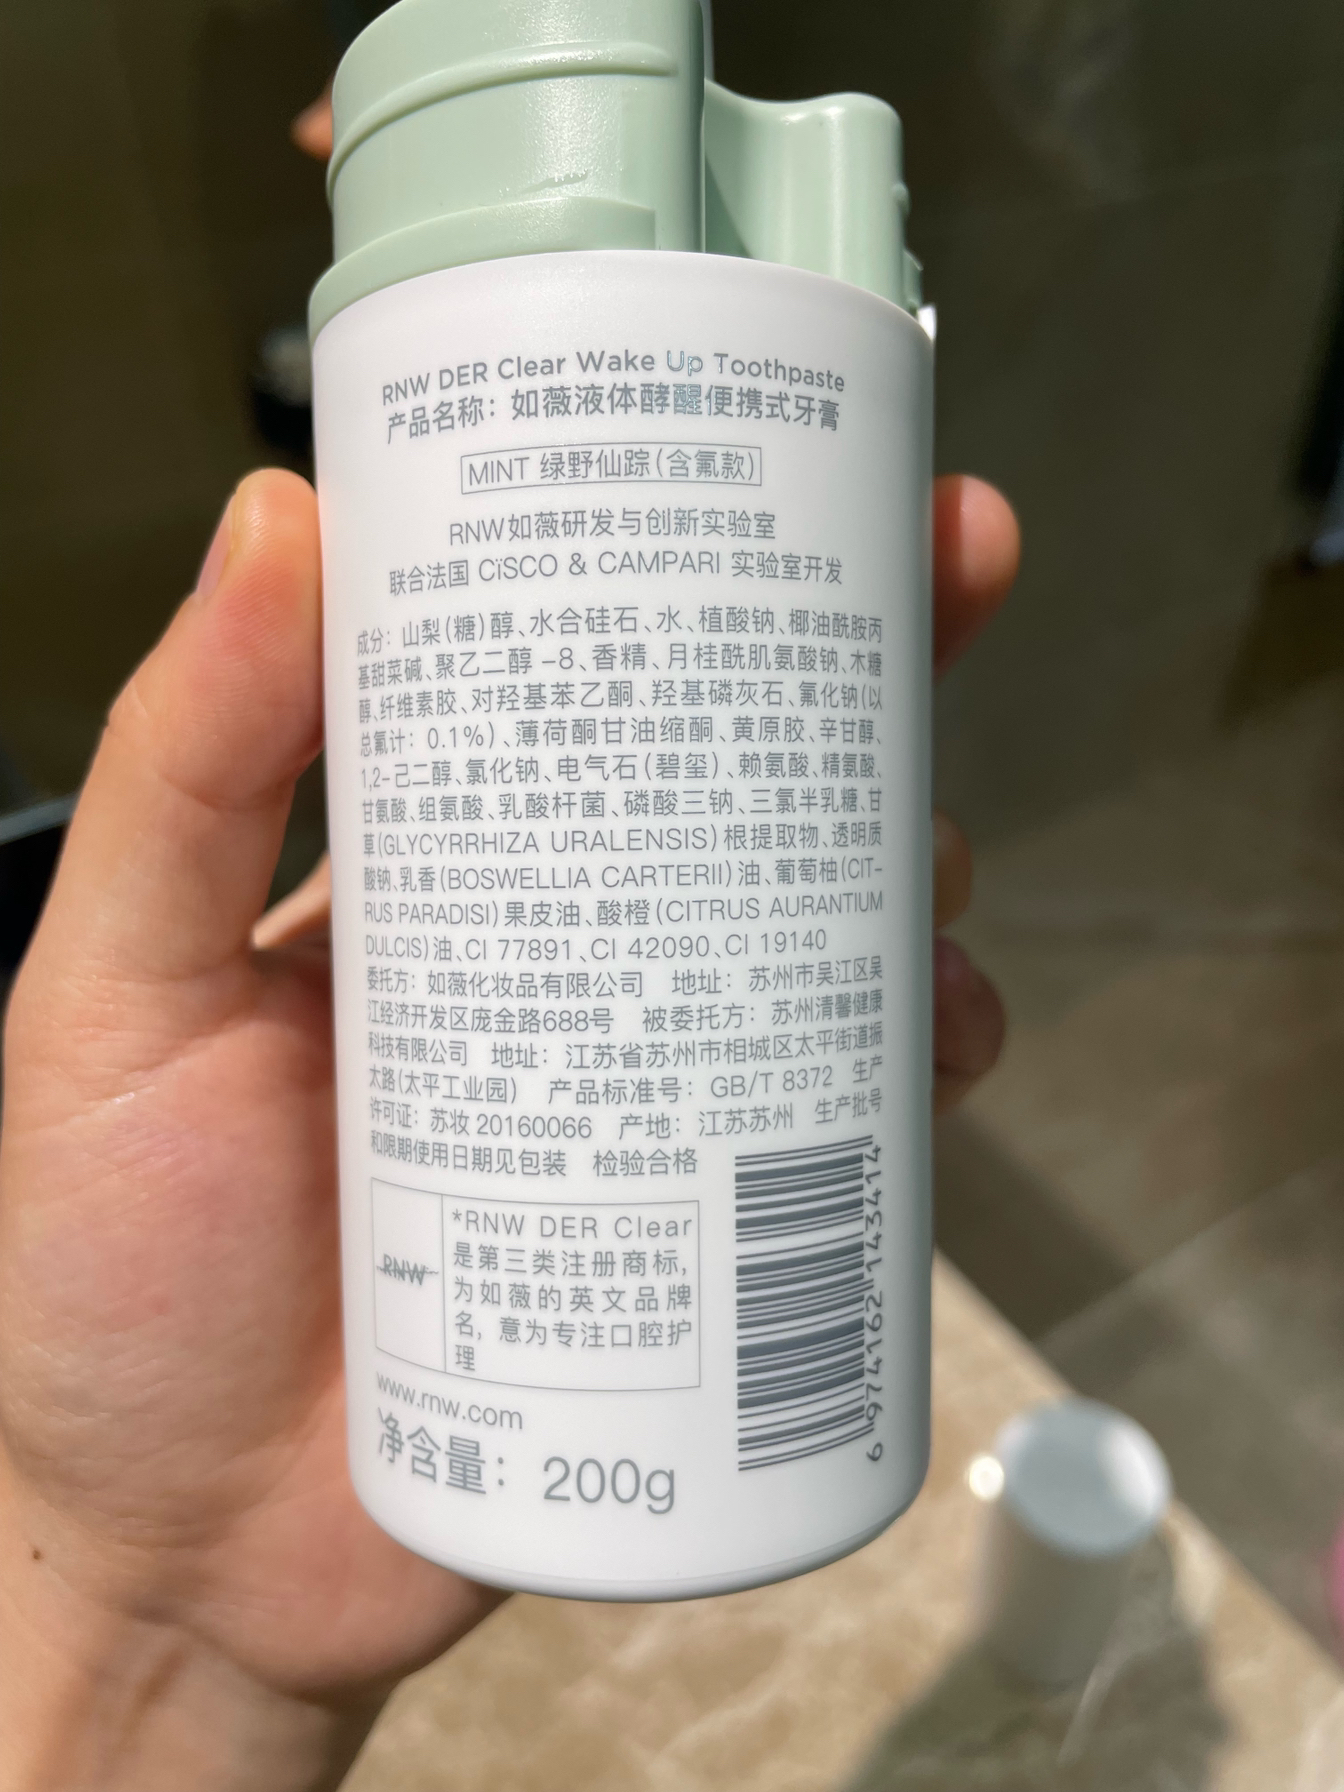 RNW DER Clear Wake Up Toothpaste
产品名称：如薇液体酵醒便携式牙膏
MINT 绿野仙踪(含氟款)
RNW如薇研发与创新实验室
联合法国 CïSCO & CAMPARI 实验室开发
成分：山梨(糖)醇、水合硅石、水、植酸钠、椰油酰胺丙
基甜菜碱、聚乙二醇 -8、香精、月桂酰肌氨酸钠、木糖
醇、纤维素胶、对羟基苯乙酮、羟基磷灰石、氟化钠(以
总氟计：0.1%)、薄荷酮甘油缩酮、黄原胶、辛甘醇、
1,2-己二醇、氯化钠、电气石(碧玺)、赖氨酸、精氨酸、
甘氨酸、组氨酸、乳酸杆菌、磷酸三钠、三氯半乳糖、甘
草(GLYCYRRHIZA URALENSIS)根提取物、透明质
酸钠、乳香(BOSWELLIA CARTERII)油、葡萄柚(CIT-
RUS PARADISI)果皮油、酸橙(CITRUS AURANTIUM
DULCIS)油、CI 77891、CI 42090、CI 19140
委托方：如薇化妆品有限公司 地址：苏州市吴江区吴
江经济开发区庞金路688号 被委托方：苏州清馨健康
科技有限公司 地址：江苏省苏州市相城区太平街道振
太路(太平工业园) 产品标准号：GB/T 8372 生产
许可证：苏妆 20160066 产地：江苏苏州 生产批号
和限期使用日期见包装 检验合格
RNW
*RNW DER Clear
是第三类注册商标,
为如薇的英文品牌
名，意为专注口腔护
理
6 974162 143414
www.rnw.com
净含量：200g